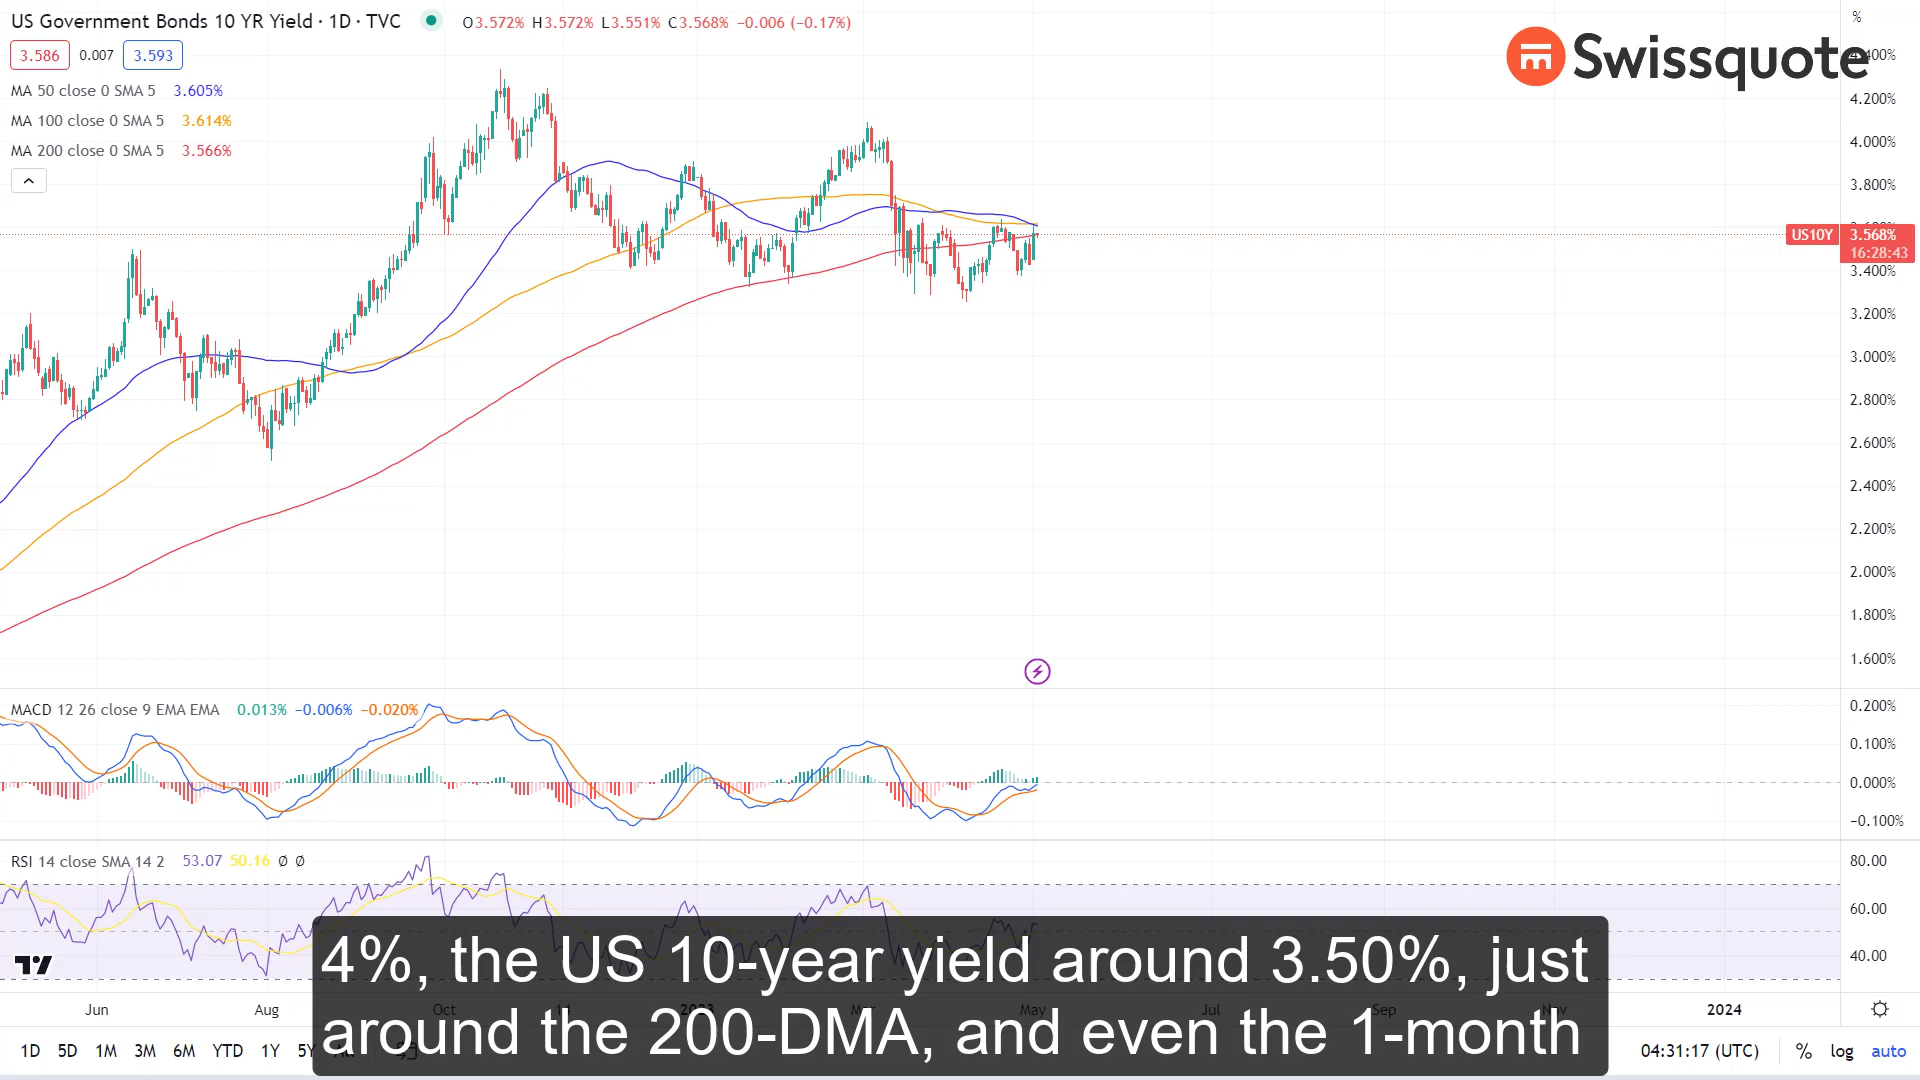 US Government Bonds 10 YR Yield · 1D · TVC O3.572% H3.572% L3.551% C3.568% −0.006 (−0.17%)
3.586 0.007 3.593
MA 50 close 0 SMA 5 3.605%
MA 100 close 0 SMA 5 3.614%
MA 200 close 0 SMA 5 3.566%
Swissquote
%
4.200%
4.000%
3.800%
US10Y 3.568%
16:28:43
3.400%
3.200%
3.000%
2.800%
2.600%
2.400%
2.200%
2.000%
1.800%
1.600%
MACD 12 26 close 9 EMA EMA 0.013% −0.006% −0.020%
0.200%
0.100%
0.000%
−0.100%
RSI 14 close SMA 14 2 53.07 50.16 Ø Ø
80.00
60.00
40.00
4%, the US 10-year yield around 3.50%, just
around the 200-DMA, and even the 1-month
Jun Aug Oct 2023 Mar May Jul Sep Nov 2024
1D 5D 1M 3M 6M YTD 1Y 5Y
04:31:17 (UTC) % log auto